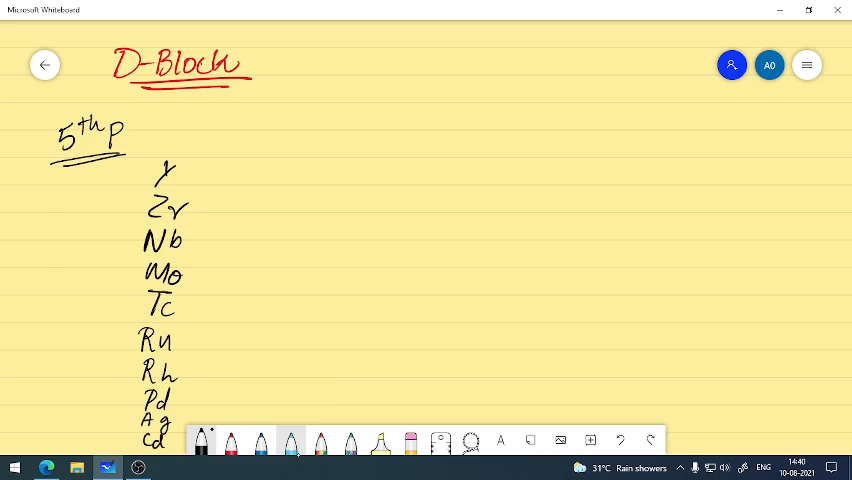 Microsoft Whiteboard
D-Block
A0
5th P
Y
Zr
Nb
Mo
Tc
Ru
Rh
Pd
Ag
Cd
A
31°C Rain showers
ENG
14:40
10-08-2021